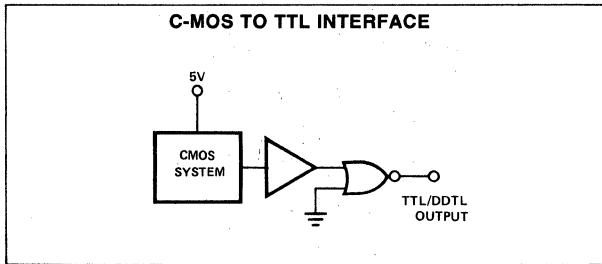 C-MOS TO TTL INTERFACE
5V
CMOS
SYSTEM
TTL/DDTL
OUTPUT